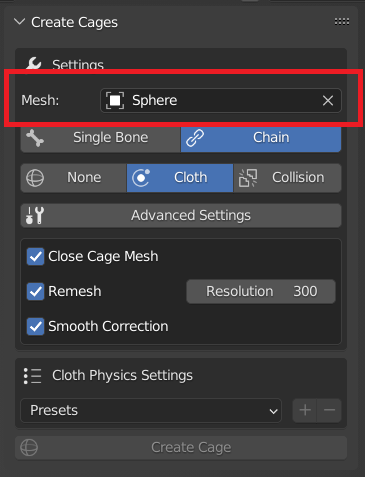 Create Cages
Settings
Mesh: Sphere
Single Bone Chain
None Cloth Collision
Advanced Settings
Close Cage Mesh
Remesh Resolution 300
Smooth Correction
Cloth Physics Settings
Presets
Create Cage